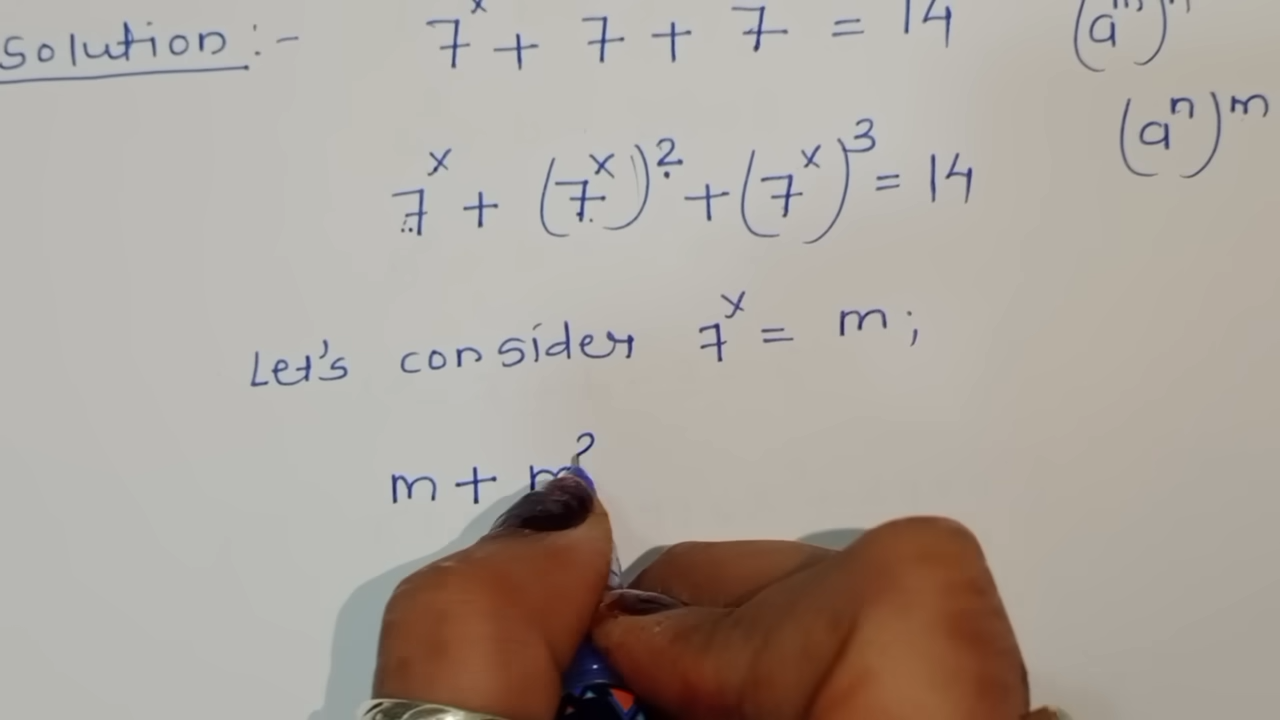 Solution :- 7^x + 7 + 7 = 14 (a^m)^n
7^x + (7^x)^2 + (7^x)^3 = 14 (a^n)^m
Let's consider 7^x = m;
m + m^2